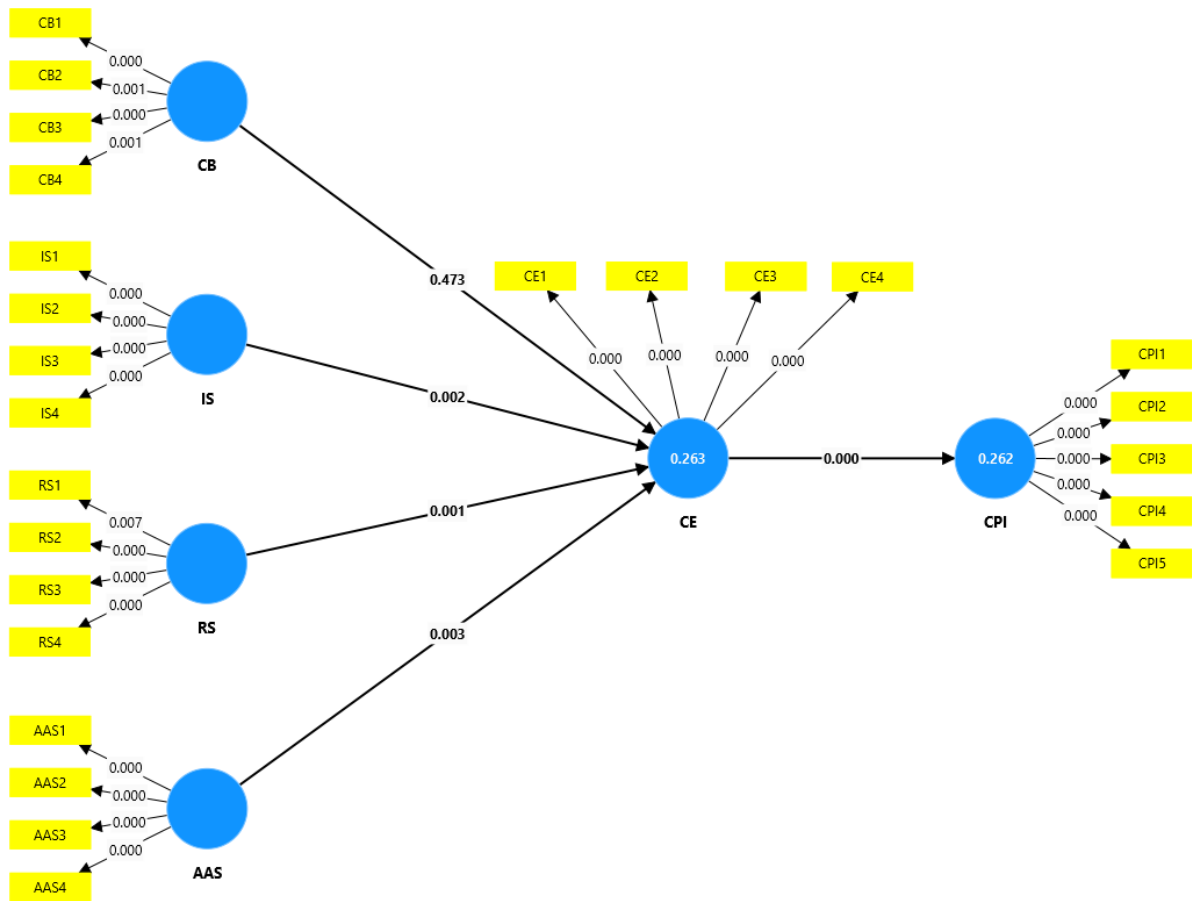 CB1
0.000
CB2
0.001
CB3
0.000
CB4
0.001
CB
IS1
0.000
IS2
0.000
IS3
0.000
IS4
0.000
IS
RS1
0.007
RS2
0.000
RS3
0.000
RS4
0.000
RS
AAS1
0.000
AAS2
0.000
AAS3
0.000
AAS4
0.000
AAS
0.473
0.002
0.001
0.003
CE1
CE2
CE3
CE4
0.000
0.000
0.000
0.000
0.263
CE
0.000
0.262
CPI
CPI1
0.000
CPI2
0.000
CPI3
0.000
CPI4
0.000
CPI5
0.000